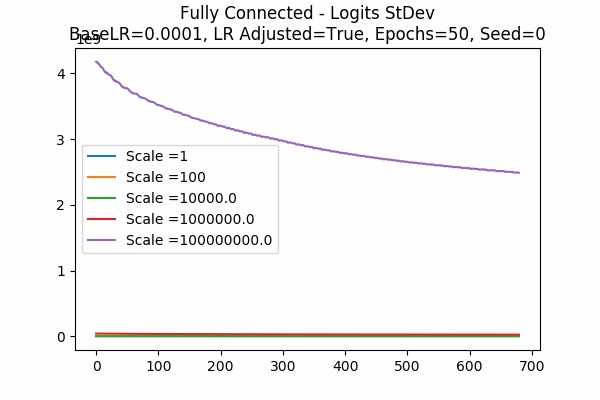 Fully Connected - Logits StDev
BaseLR=0.0001, LR Adjusted=True, Epochs=50, Seed=0
1e9
4
3
2
1
0
Scale =1
Scale =100
Scale =10000.0
Scale =1000000.0
Scale =100000000.0
0 100 200 300 400 500 600 700